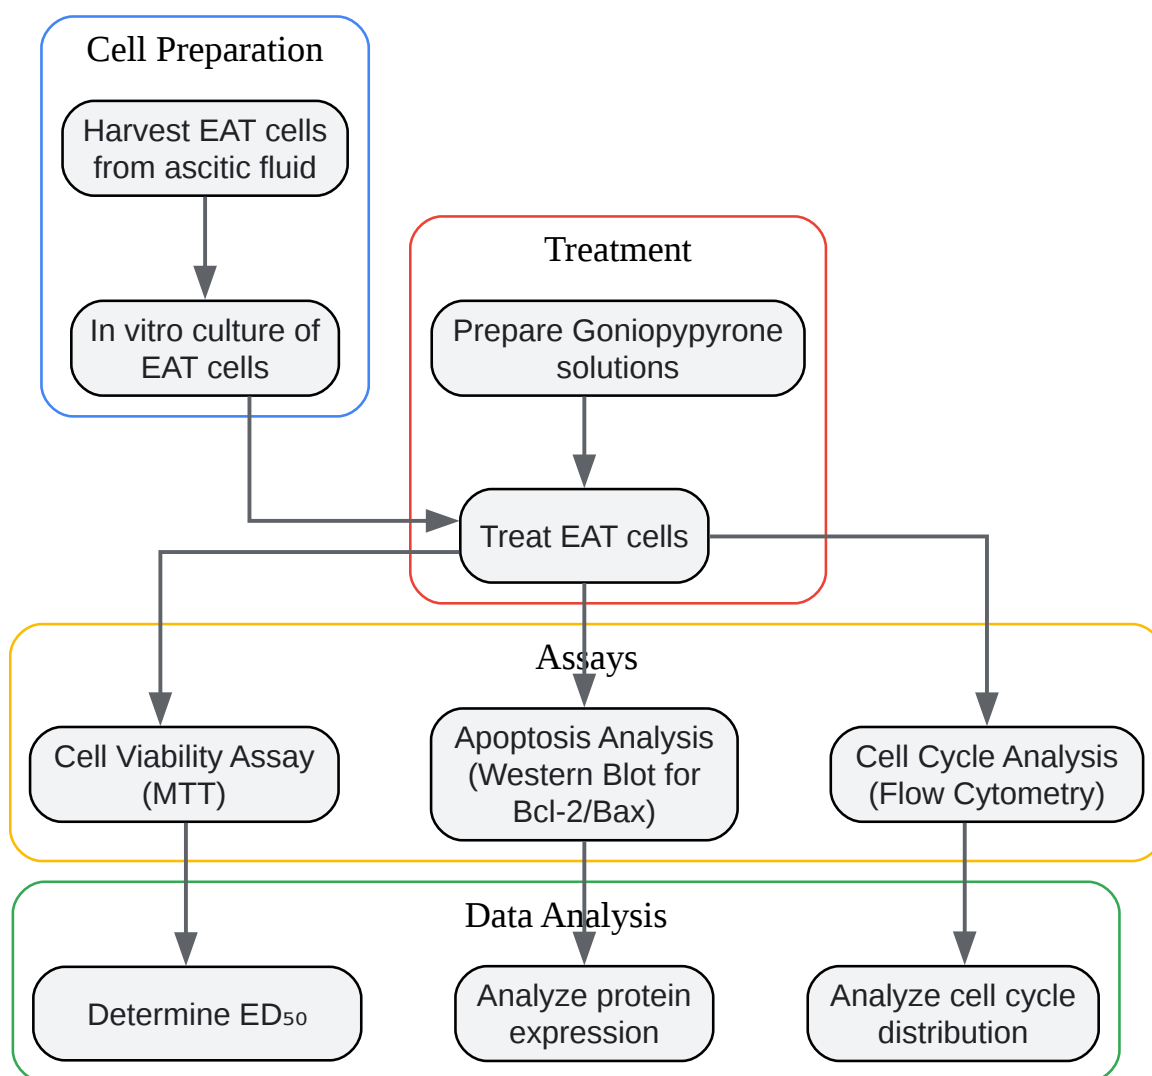 Cell Preparation
Harvest EAT cells
from ascitic fluid
In vitro culture of
EAT cells
Treatment
Prepare Goniopypyrone
solutions
Treat EAT cells
Assays
Cell Viability Assay
(MTT)
Apoptosis Analysis
(Western Blot for
Bcl-2/Bax)
Cell Cycle Analysis
(Flow Cytometry)
Data Analysis
Determine ED₅₀
Analyze protein
expression
Analyze cell cycle
distribution